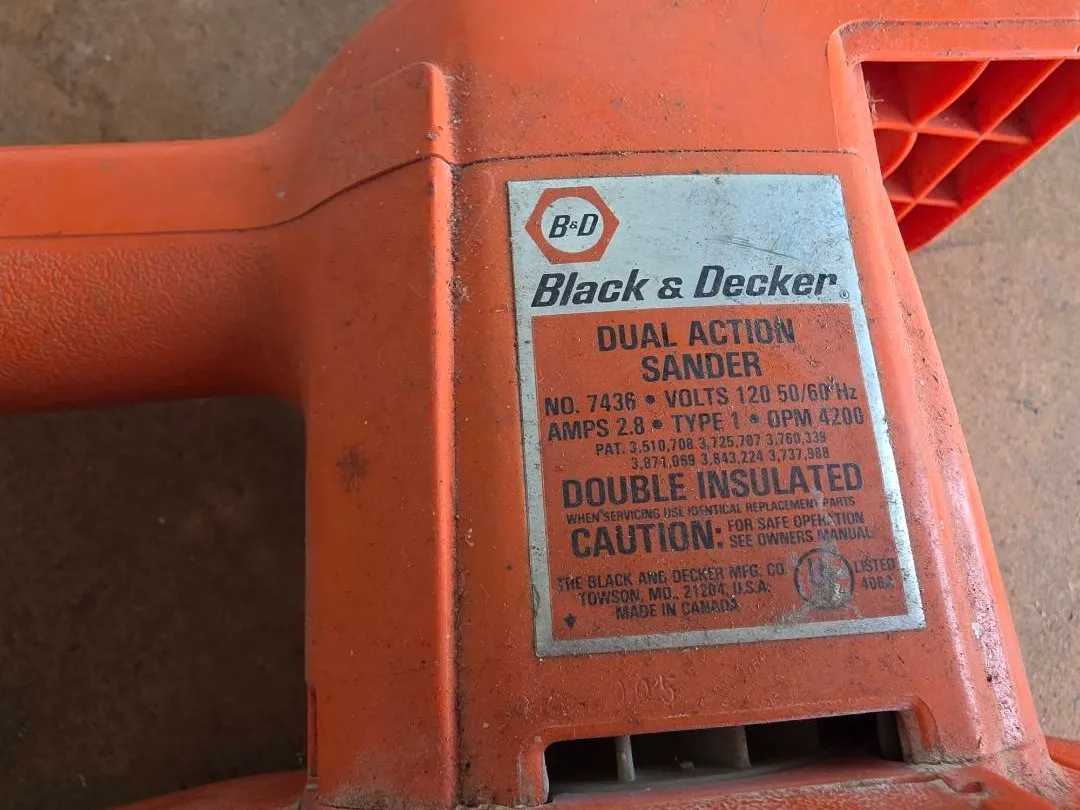 B&D
Black & Decker®
DUAL ACTION
SANDER
NO. 7436 • VOLTS 120 50/60 Hz
AMPS 2.8 • TYPE 1 • OPM 4200
PAT. 3,510,708 3,725,707 3,760,339
3,871,069 3,843,224 3,737,988
DOUBLE INSULATED
WHEN SERVICING USE IDENTICAL REPLACEMENT PARTS
CAUTION: FOR SAFE OPERATION
SEE OWNERS MANUAL
THE BLACK AND DECKER MFG. CO.
TOWSON, MD., 21204, U.S.A.
MADE IN CANADA
UL LISTED